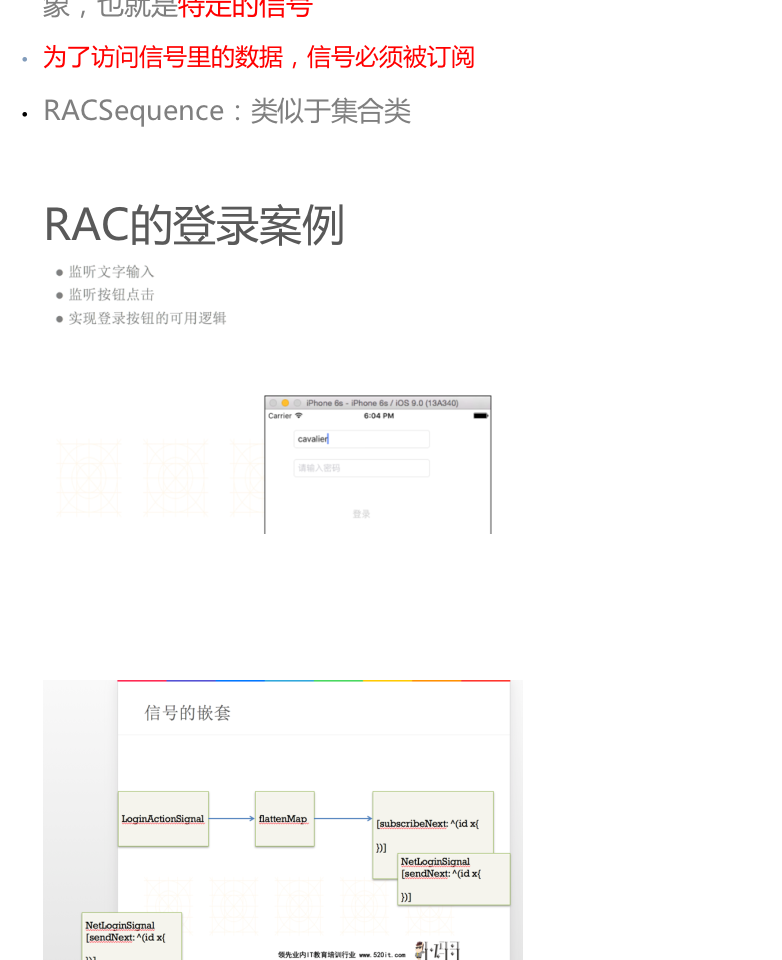 象，也就是特定的信号
为了访问信号里的数据，信号必须被订阅
RACSequence：类似于集合类
RAC的登录案例
监听文字输入
监听按钮点击
实现登录按钮的可用逻辑
iPhone 6s - iPhone 6s / iOS 9.0 (13A340)
Carrier 6:04 PM
cavalier
请输入密码
登录
信号的嵌套
LoginActionSignal
flattenMap
[subscribeNext: ^(id x{
})]
NetLoginSignal
[sendNext: ^(id x{
})]
NetLoginSignal
[sendNext: ^(id x{
})]
领先业内IT教育培训行业 www.520it.com